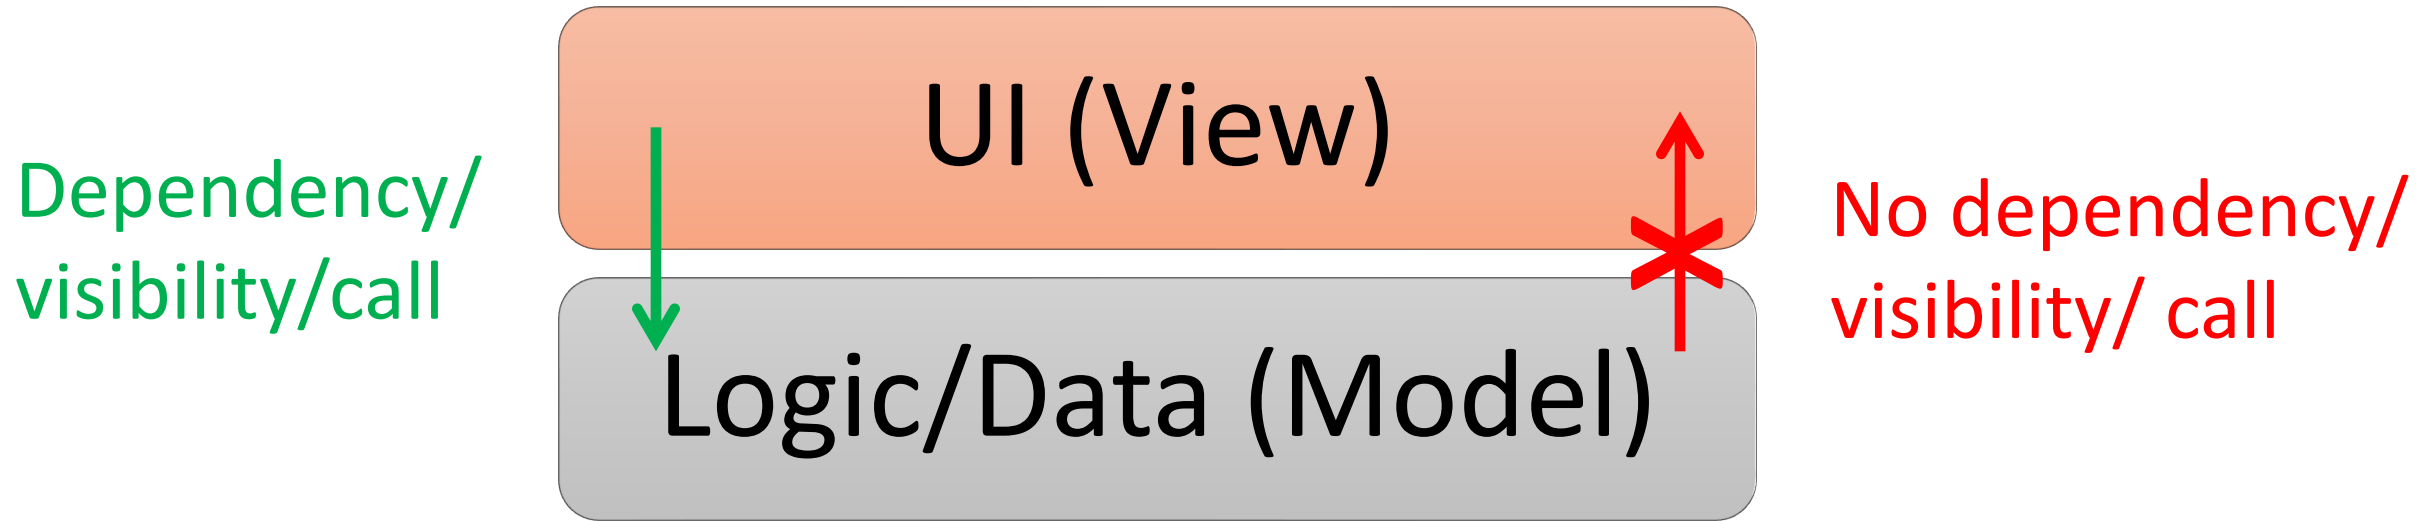 UI (View)
Dependency/
visibility/call
No dependency/
visibility/ call
Logic/Data (Model)